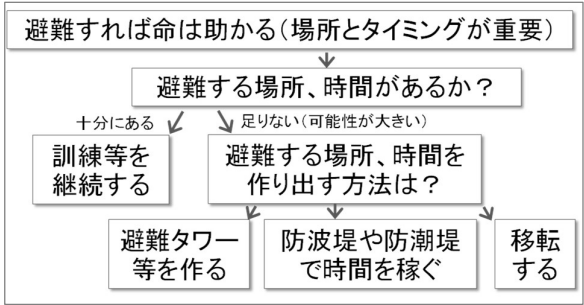 避難すれば命は助かる（場所とタイミングが重要）
避難する場所、時間があるか？
十分にある
足りない（可能性が大きい）
訓練等を
継続する
避難する場所、時間を
作り出す方法は？
避難タワー
等を作る
防波堤や防潮堤
で時間を稼ぐ
移転
する